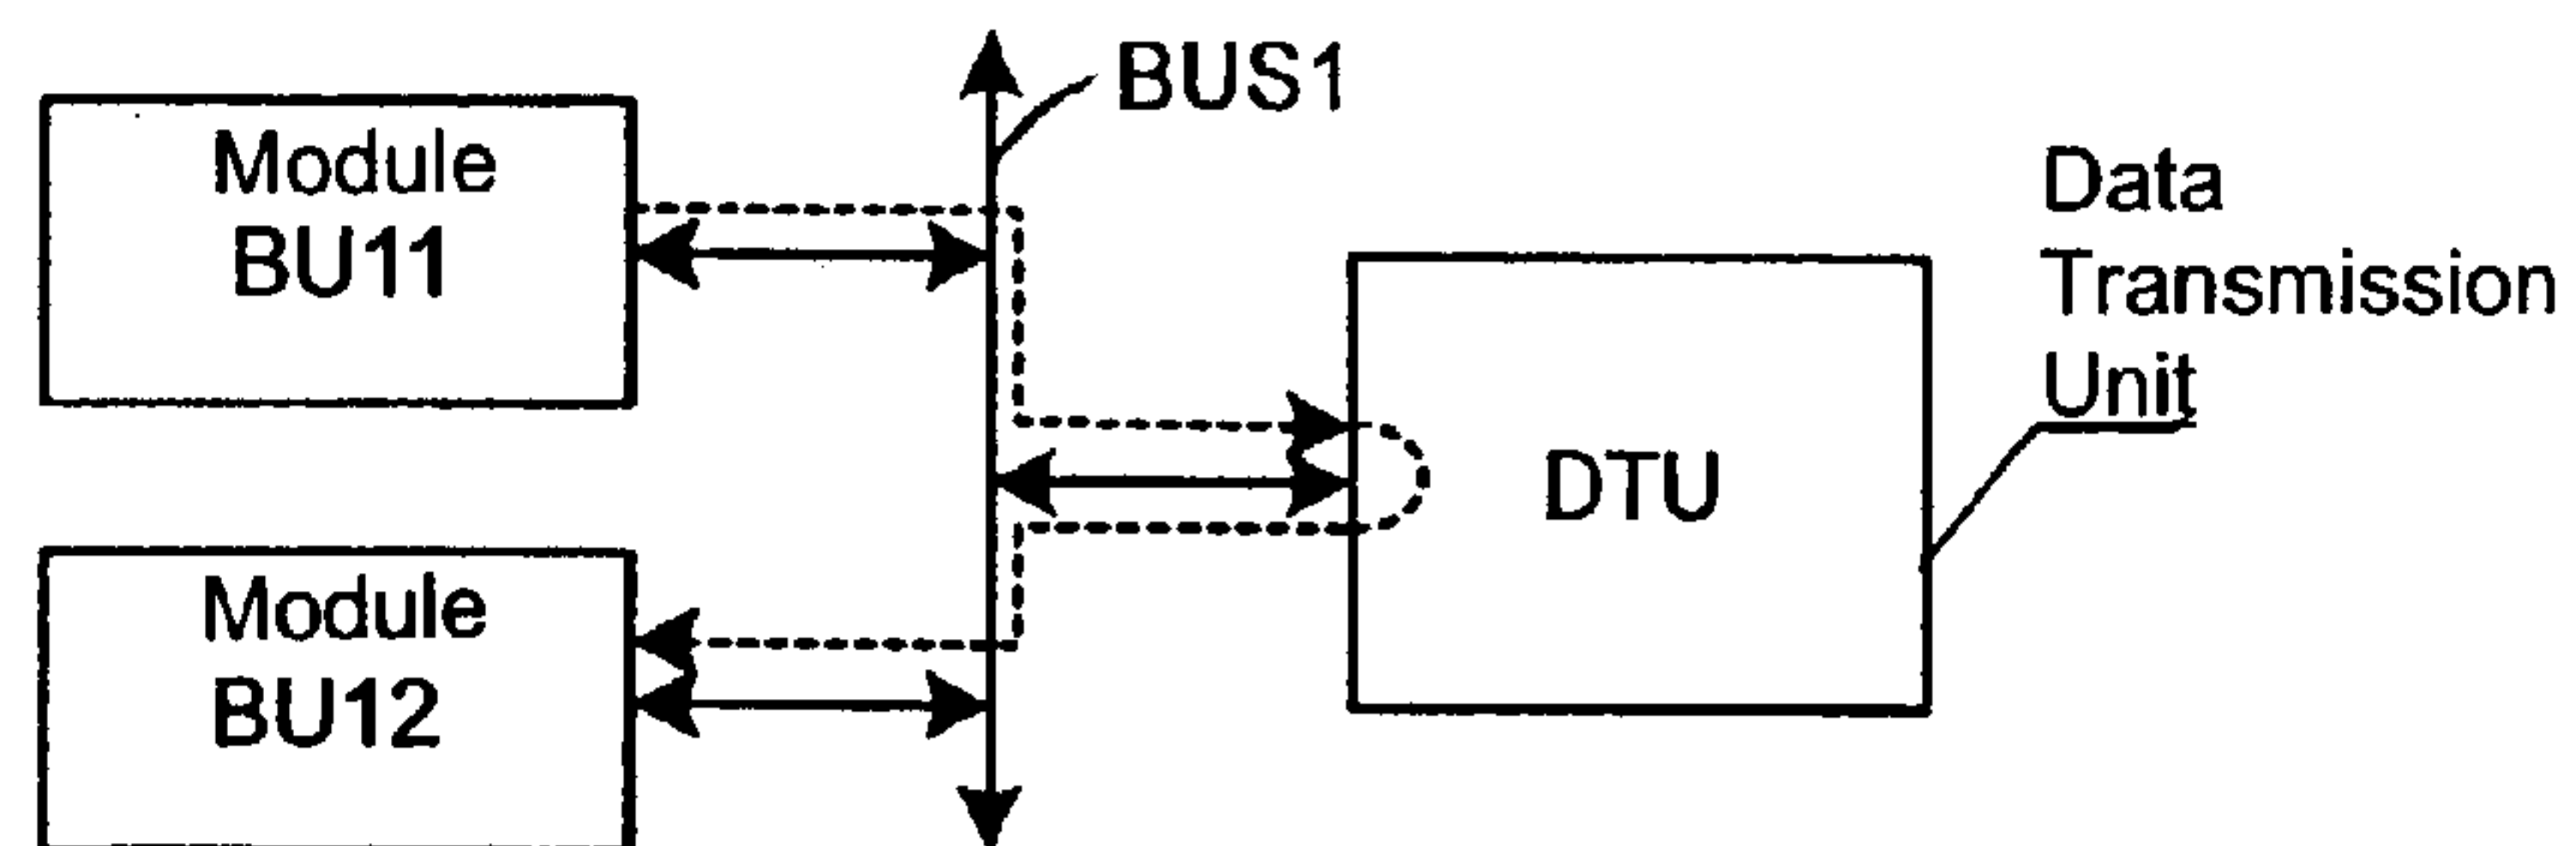 BUS1
Module
BU11
Data
Transmission
Unit
DTU
Module
BU12